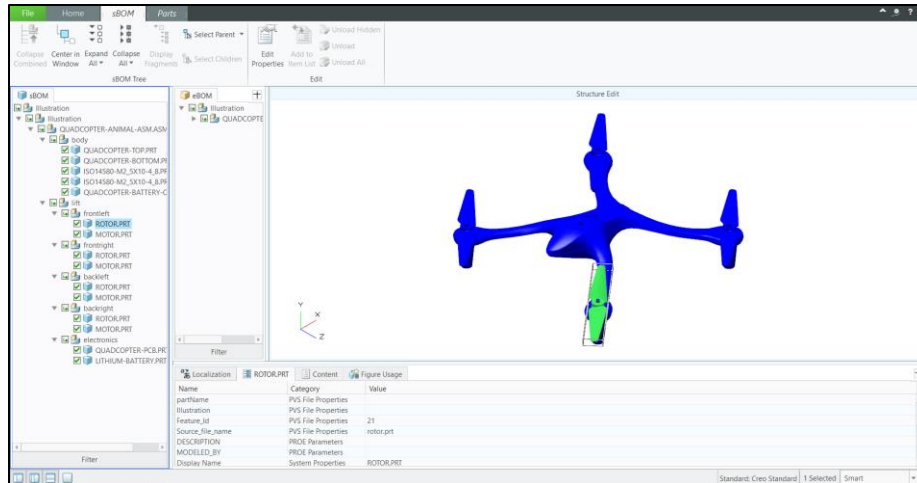 File Home sBOM Parts
Collapse Combined
Center in Window
Expand All
Collapse All
Display Fragments
Select Parent
Select Children
sBOM Tree
Edit Properties
Add to Item List
Unload Hidden
Unload
Unload All
Edit
sBOM
Illustration
Illustration
QUADCOPTER-ANIMAL-ASM.ASM
body
QUADCOPTER-TOP.PRT
QUADCOPTER-BOTTOM.PR
ISO14580-M2_5X10-4_8.PF
ISO14580-M2_5X10-4_8.PF
QUADCOPTER-BATTERY-C
lift
frontleft
ROTOR.PRT
MOTOR.PRT
frontright
ROTOR.PRT
MOTOR.PRT
backleft
ROTOR.PRT
MOTOR.PRT
backright
ROTOR.PRT
MOTOR.PRT
electronics
QUADCOPTER-PCB.PR
LITHIUM-BATTERY.PRT
Filter
eBOM
Illustration
QUADCOPTE
Filter
Structure Edit
Y
X
Z
Localization ROTOR.PRT Content Figure Usage
Name Category Value
partName PVS File Properties
Illustration PVS File Properties
Feature_Id PVS File Properties 21
Source_file_name PVS File Properties rotor.prt
DESCRIPTION PROE Parameters
MODELED_BY PROE Parameters
Display Name System Properties ROTOR.PRT
Standard: Creo Standard 1 Selected Smart